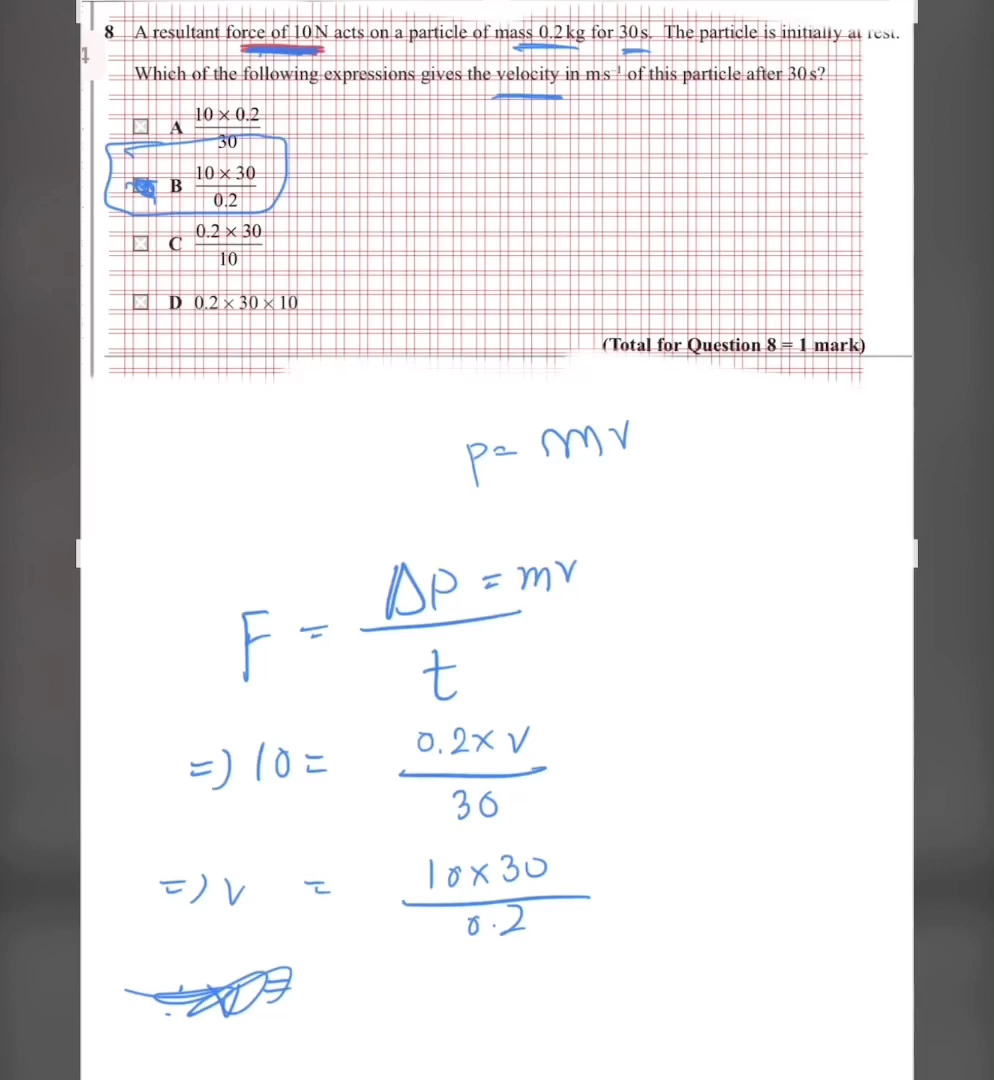 8 A resultant force of 10 N acts on a particle of mass 0.2 kg for 30 s. The particle is initially at rest.
Which of the following expressions gives the velocity in m s⁻¹ of this particle after 30 s?
A 10 × 0.2
30
B 10 × 30
0.2
C 0.2 × 30
10
D 0.2 × 30 × 10
(Total for Question 8 = 1 mark)
p = mv
F = Δp = mv
t
=> 10 = 0.2 × v
30
=> v = 10 × 30
0.2